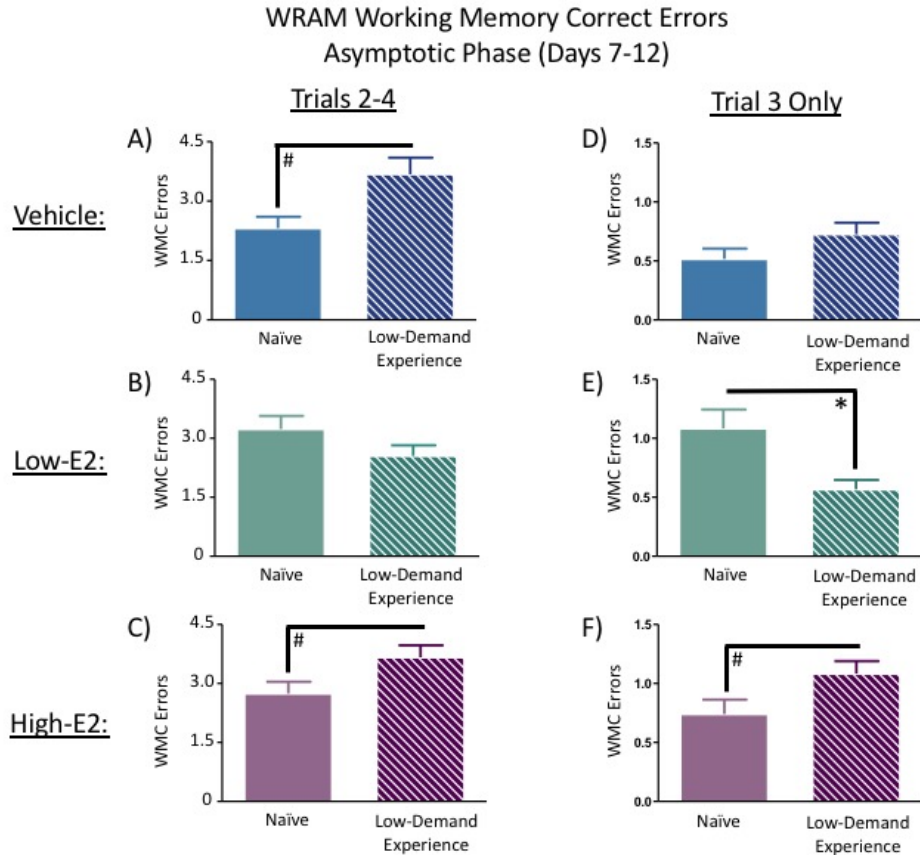 WRAM Working Memory Correct Errors
Asymptotic Phase (Days 7-12)
Trials 2-4
Trial 3 Only
Vehicle:
A)
WMC Errors
4.5
3.0
1.5
0
#
Naïve
Low-Demand
Experience
D)
WMC Errors
1.5
1.0
0.5
0.0
Naïve
Low-Demand
Experience
Low-E2:
B)
WMC Errors
4.5
3.0
1.5
0
Naïve
Low-Demand
Experience
E)
WMC Errors
1.5
1.0
0.5
0.0
*
Naïve
Low-Demand
Experience
High-E2:
C)
WMC Errors
4.5
3.0
1.5
0
#
Naïve
Low-Demand
Experience
F)
WMC Errors
1.5
1.0
0.5
0.0
#
Naïve
Low-Demand
Experience